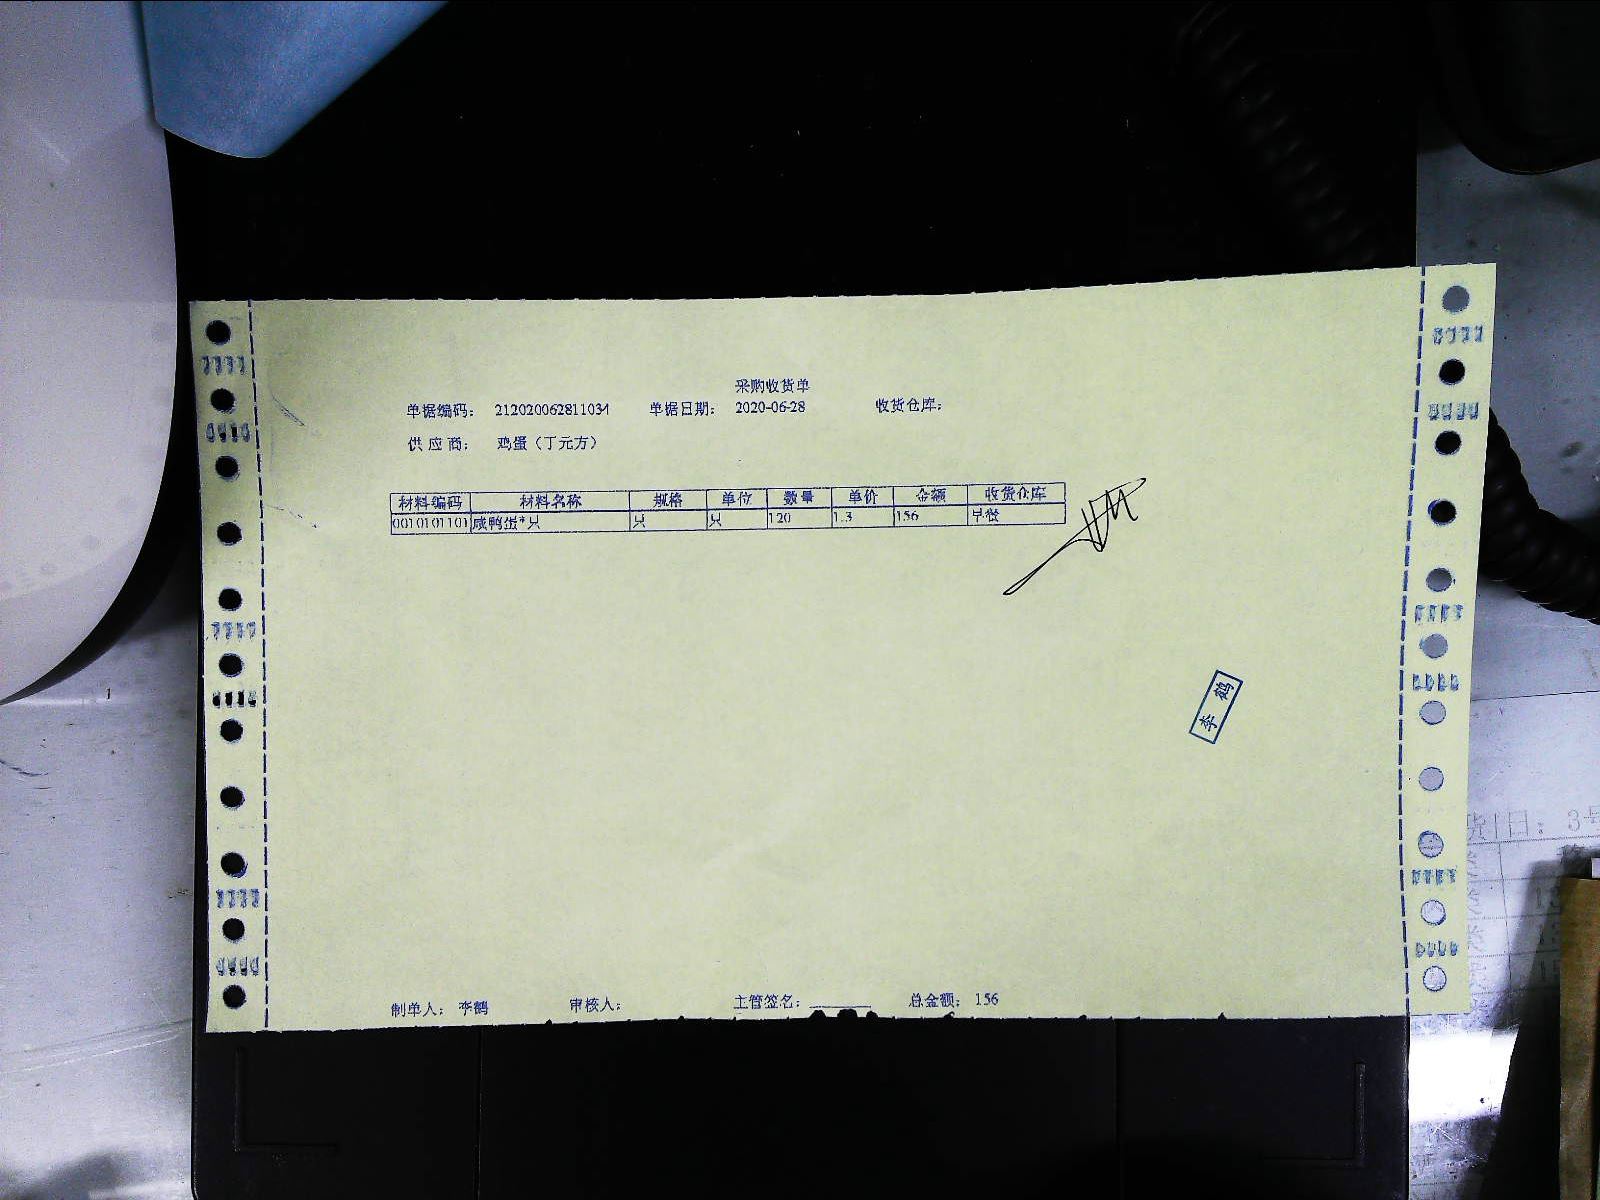 采购收货单
单据编码： 212020062811034 单据日期： 2020-06-28 收货仓库：
供 应 商： 鸡蛋（丁元方）
材料编码 材料名称 规格 单位 数量 单价 金额 收货仓库
0010101101 咸鸭蛋*只 只 只 120 1.3 156 早餐
李 鹤
制单人： 李鹤 审核人： 主管签名：________ 总金额： 156